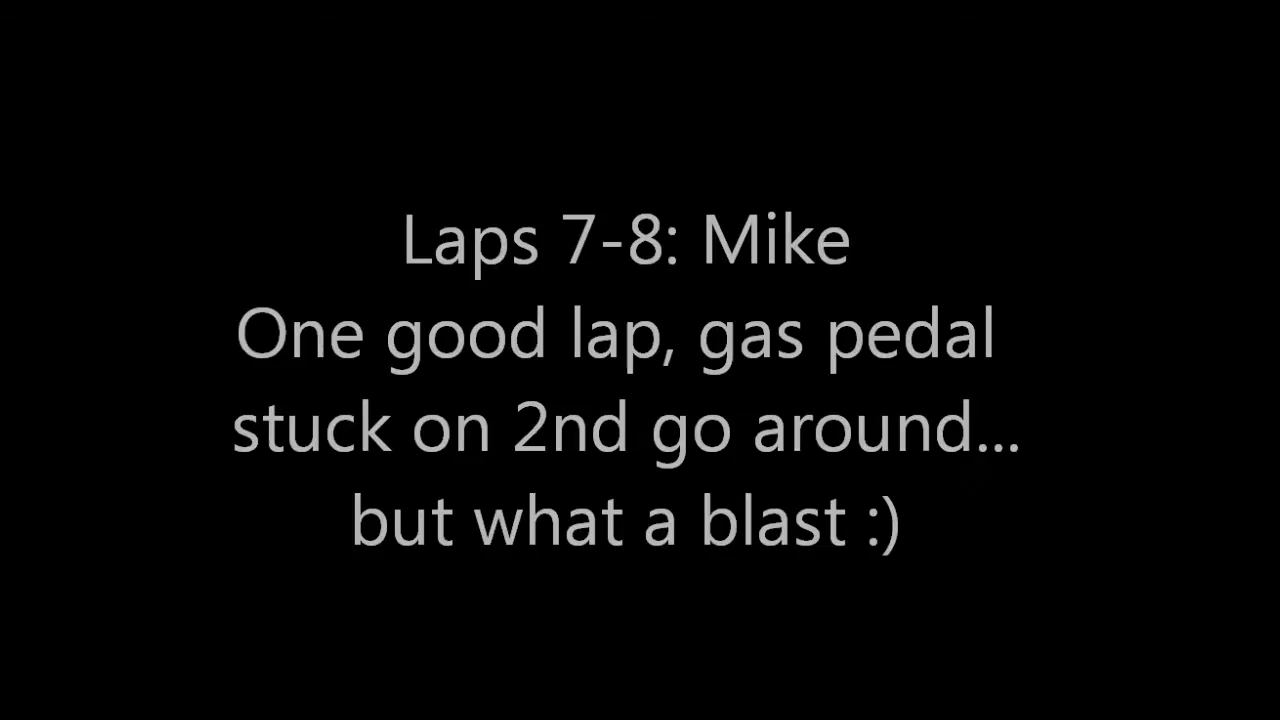 Laps 7-8: Mike
One good lap, gas pedal
stuck on 2nd go around...
but what a blast :)